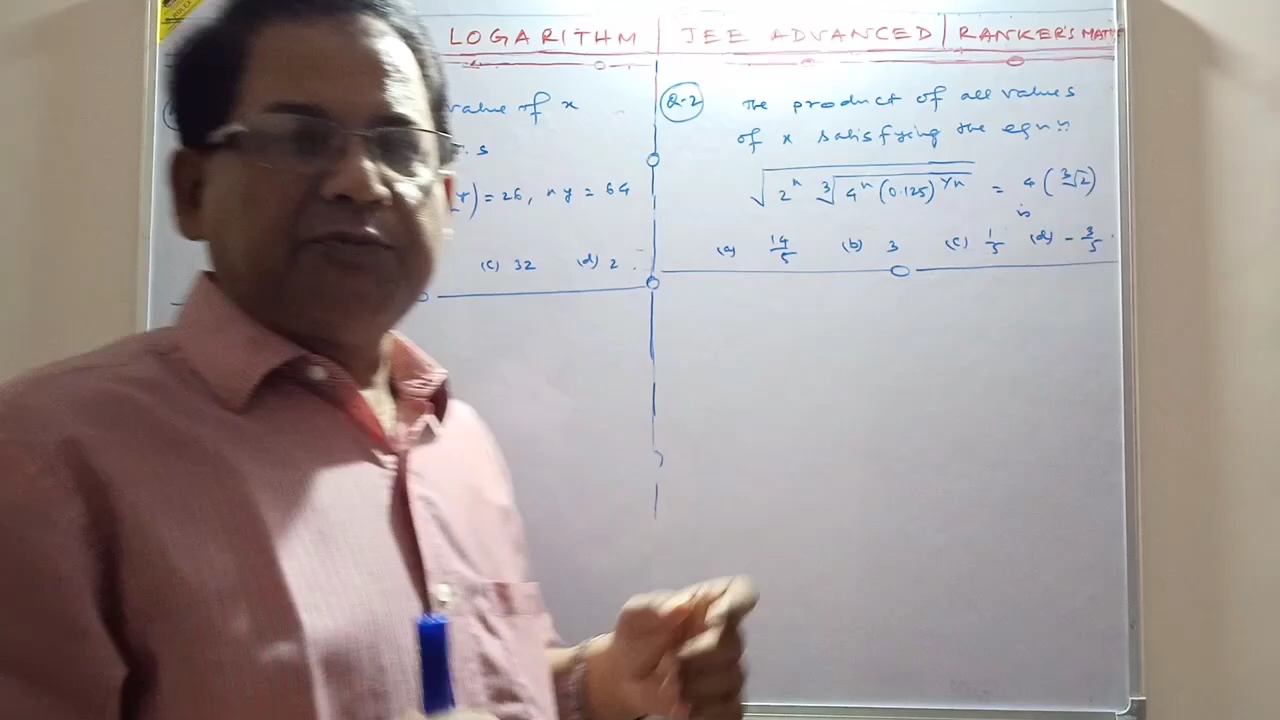 LOGARITHM | JEE ADVANCED | RANKER'S MATH
value of x
is
= 26, xy = 64
(c) 32 (d) 2.
Q-2 The product of all values
of x satisfying the eqn:
√(2^x ∛(4^x (0.125)^{1/x})) = 4(∛2)
is
(a) 14/5 (b) 3 (c) 1/5 (d) -3/5.